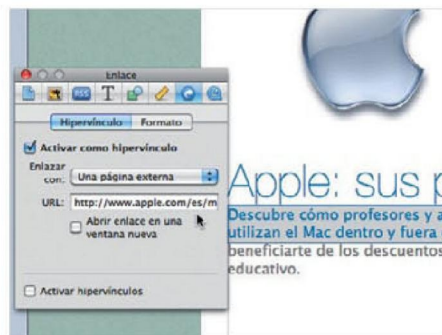 Enlace
RSS T
Hipervínculo Formato
Activar como hipervínculo
Enlazar con: Una página externa
URL: http://www.apple.com/es/m
Abrir enlace en una
ventana nueva
Activar hipervínculos
Apple: sus p
Descubre cómo profesores y a
utilizan el Mac dentro y fuera
beneficiarte de los descuentos
educativo.